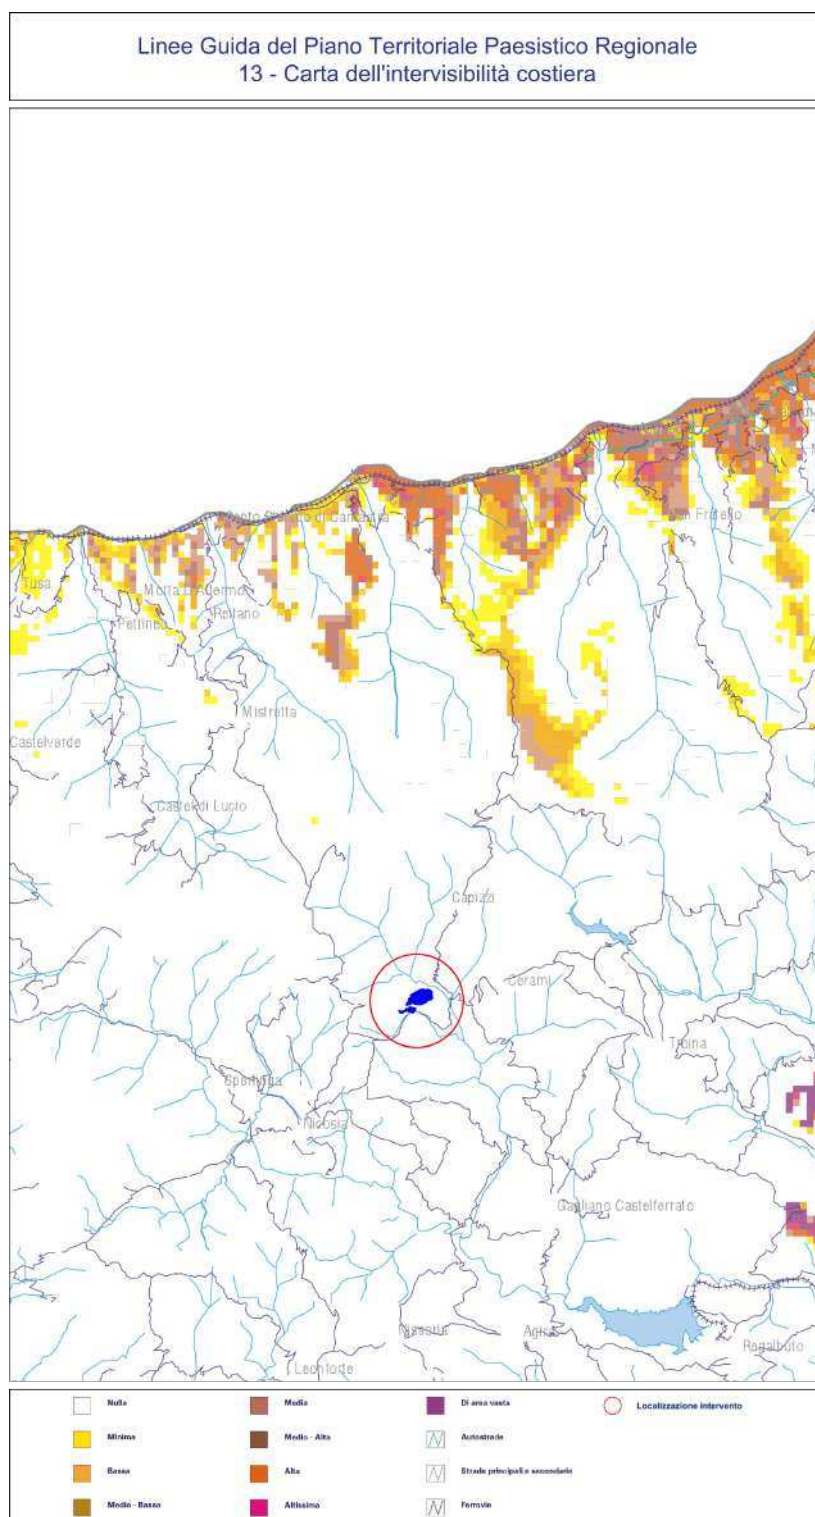 Linee Guida del Piano Territoriale Paesistico Regionale
13 - Carta dell'intervisibilità costiera
San Fratello
Tusa
Motta D'Affermo
Pettineo
Reitano
Mistretta
Castelverde
Castel di Lucio
Capizzi
Cerami
Troina
Sperlinga
Nicosia
Gagliano Castelferrato
Nissoria
Agira
Regalbuto
Leonforte
Nulla
Media
Di area vasta
Localizzazione intervento
Minima
Medio - Alta
Autostrade
Bassa
Alta
Strade principali e secondarie
Medio - Bassa
Altissima
Ferrovie